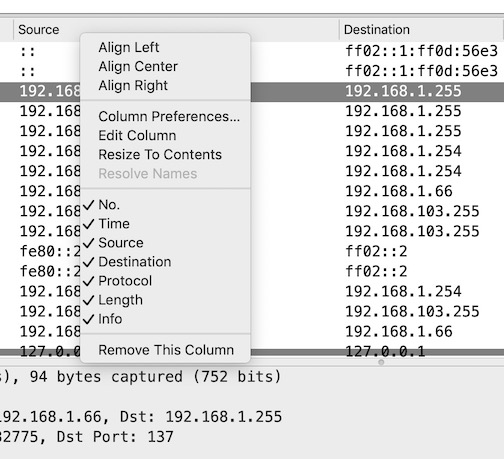 Source Destination
:: ff02::1:ff0d:56e3
:: ff02::1:ff0d:56e3
192.168 192.168.1.255
192.168 192.168.1.255
192.168 192.168.1.255
192.168 192.168.1.254
192.168 192.168.1.254
192.168 192.168.1.66
192.168 192.168.103.255
192.168 192.168.103.255
fe80::2 ff02::2
fe80::2 ff02::2
192.168 192.168.1.254
192.168 192.168.103.255
192.168 192.168.1.66
127.0.0 127.0.0.1
Align Left
Align Center
Align Right
Column Preferences...
Edit Column
Resize To Contents
Resolve Names
✓ No.
✓ Time
✓ Source
✓ Destination
✓ Protocol
✓ Length
✓ Info
Remove This Column
s), 94 bytes captured (752 bits)
192.168.1.66, Dst: 192.168.1.255
32775, Dst Port: 137